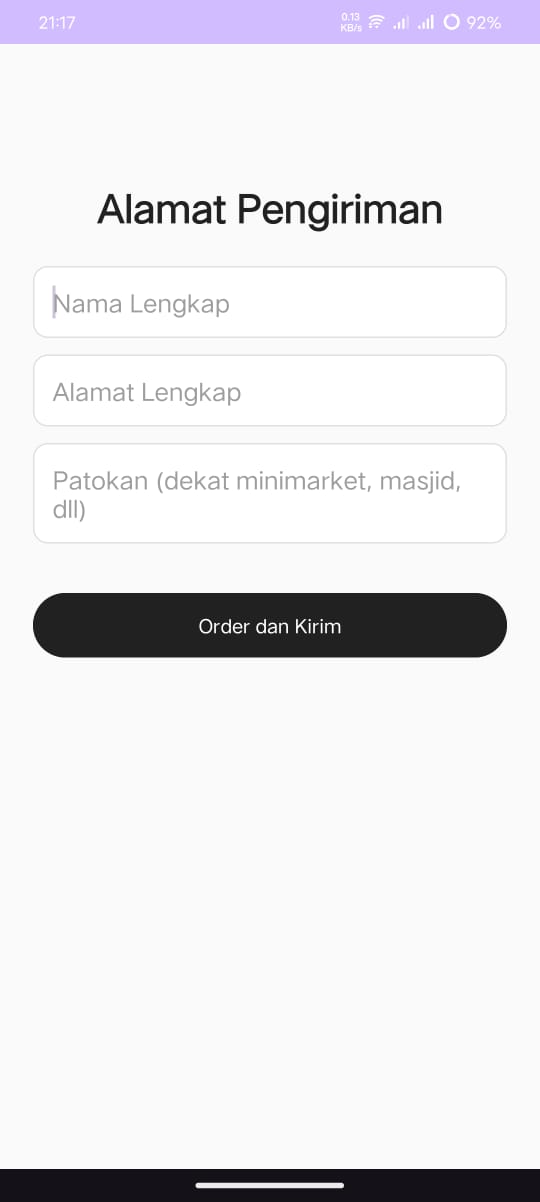 21:17
0.13
KB/s
92%
Alamat Pengiriman
Nama Lengkap
Alamat Lengkap
Patokan (dekat minimarket, masjid,
dll)
Order dan Kirim